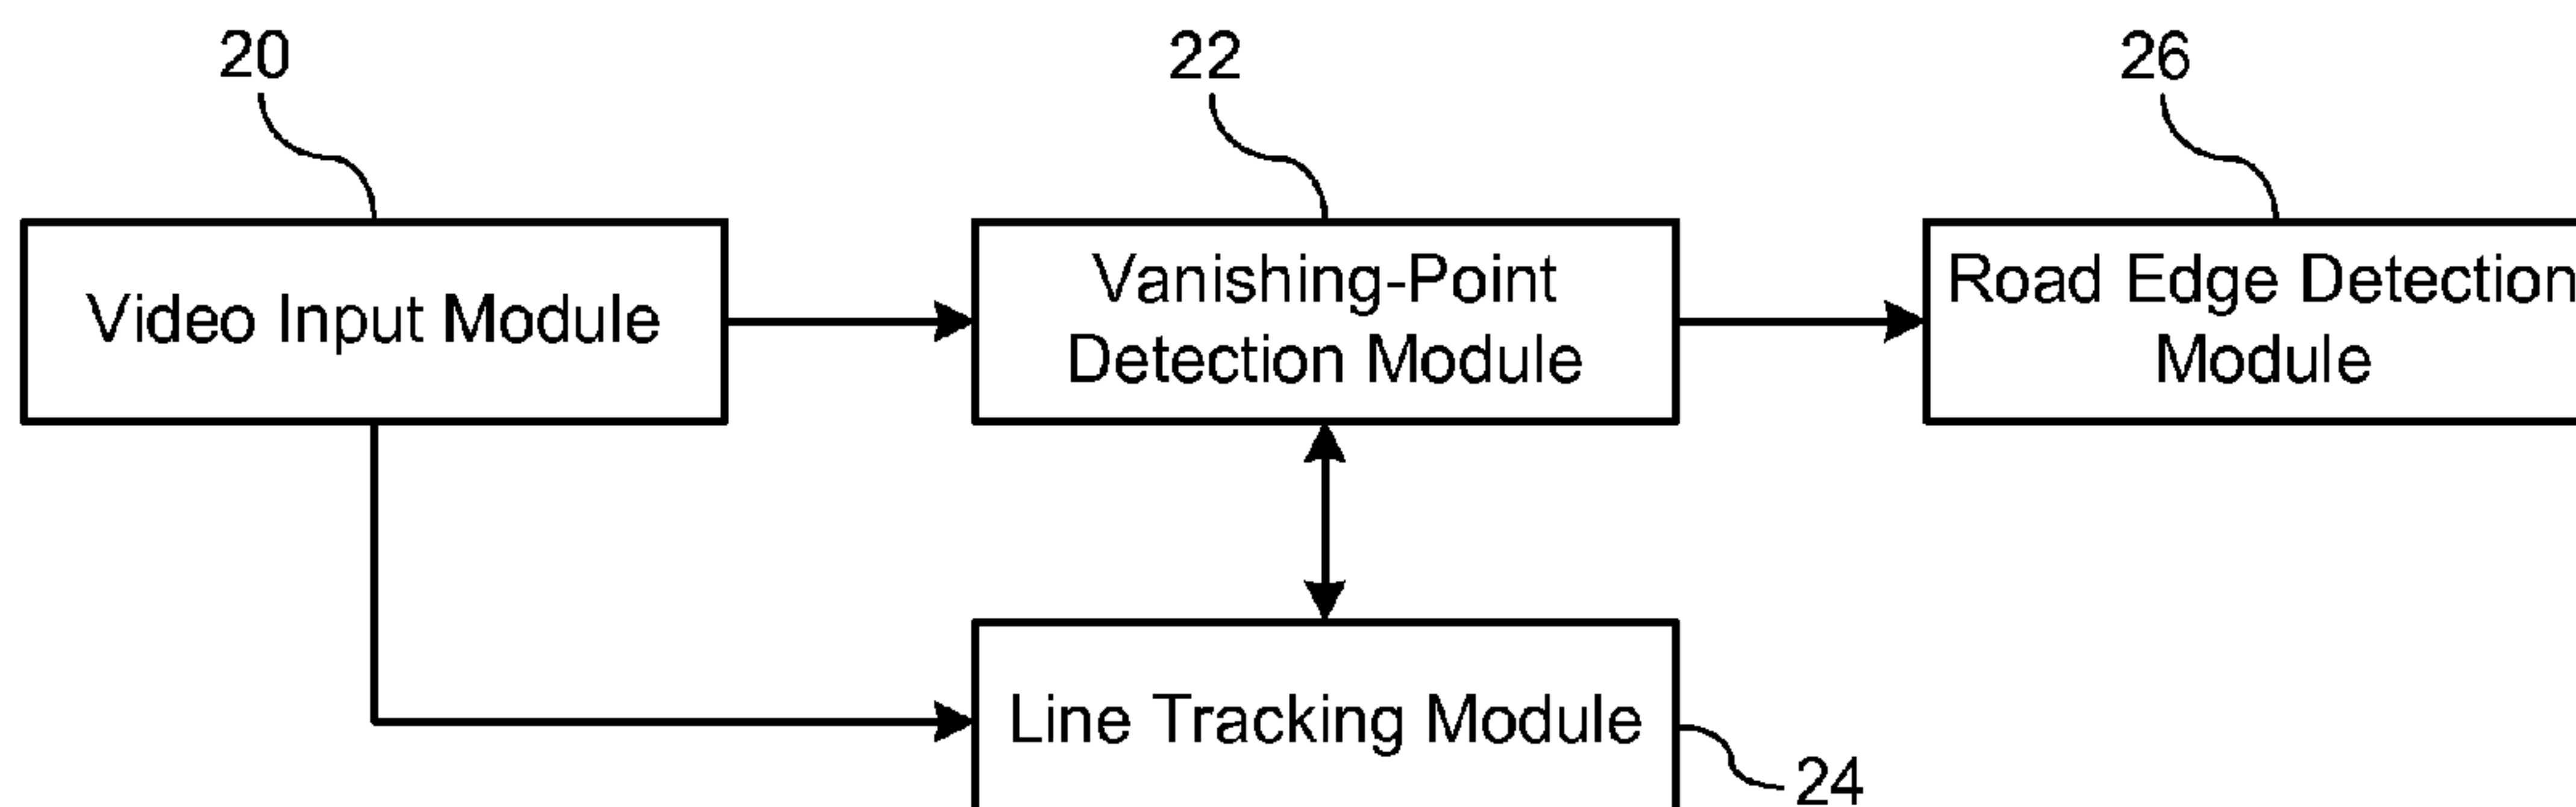 20
22
26
Video Input Module
Vanishing-Point
Detection Module
Road Edge Detection
Module
Line Tracking Module
24